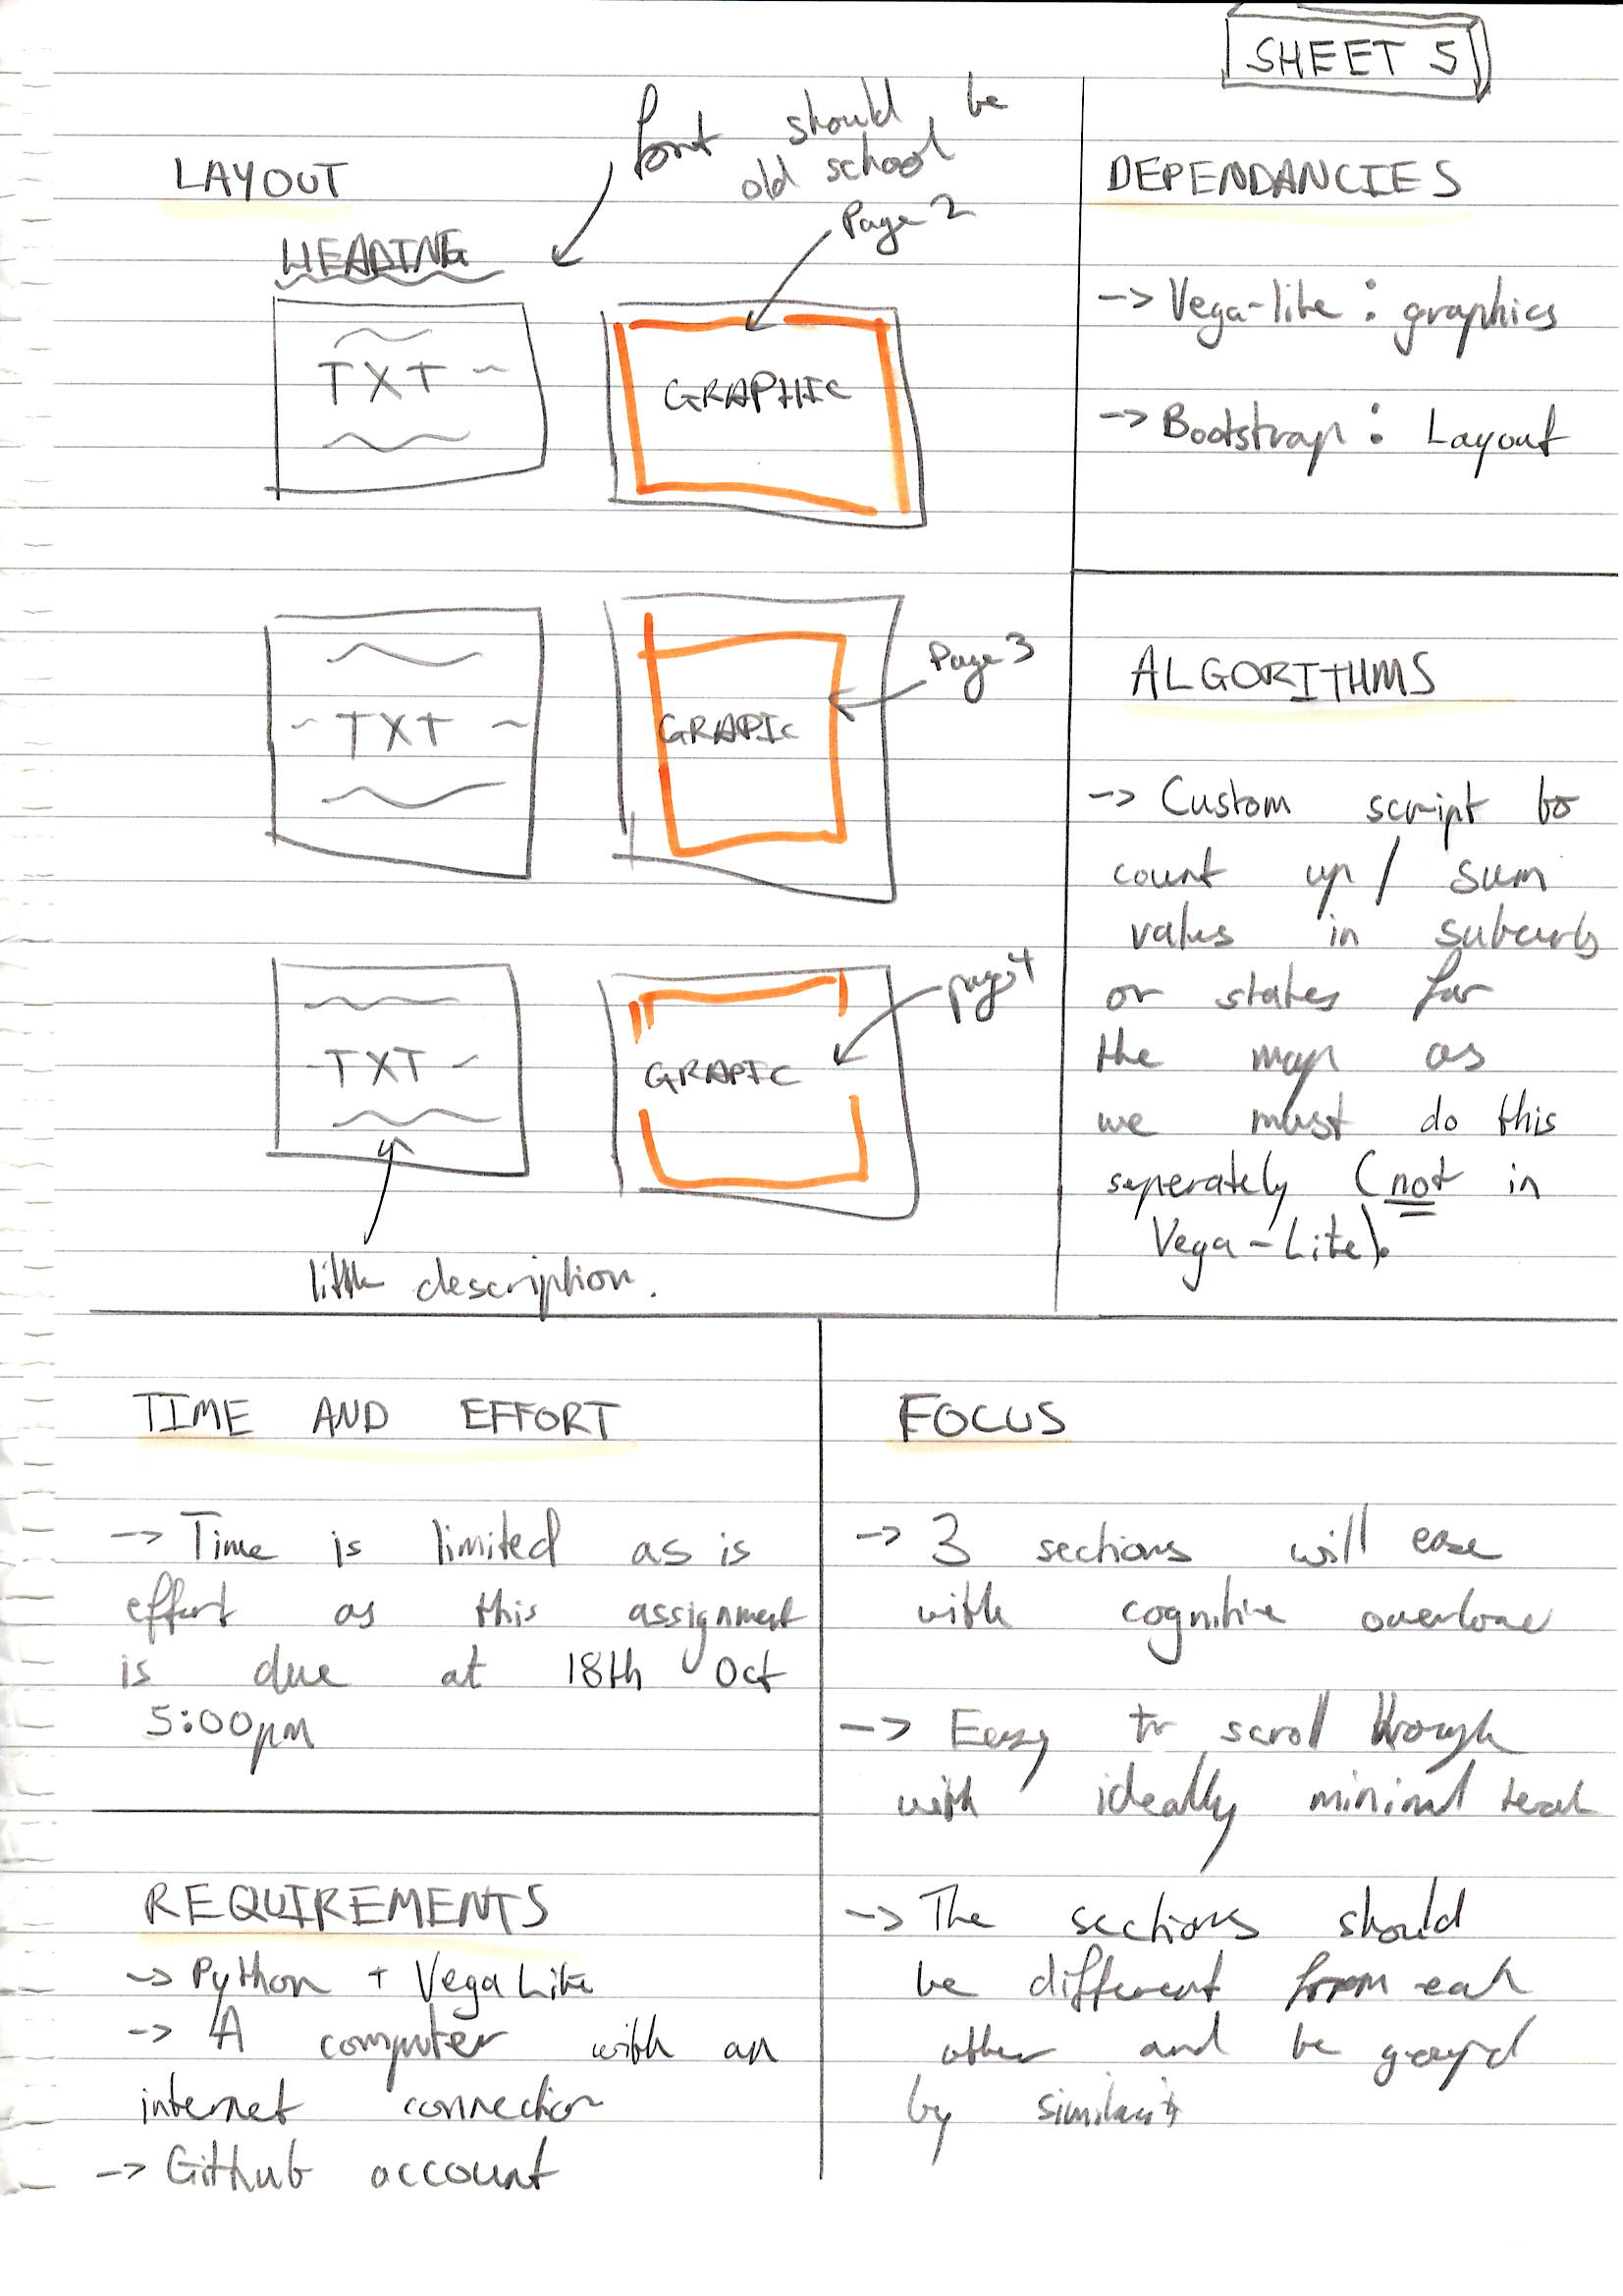 SHEET 5
LAYOUT
font should be
old school
HEADING
Page 2
TXT
GRAPHIC
TXT
GRAPIC
Page 3
TXT
GRAPIC
page 4
little description.
DEPENDANCIES
-> Vega-lite : graphics
-> Bootstrap : Layout
ALGORITHMS
-> Custom script to
count up / sum
values in suburb
or states for
the map as
we must do this
seperately (not in
Vega-Lite).
TIME AND EFFORT
-> Time is limited as is
effort as this assignment
is due at 18th Oct
5:00pm
REQUIREMENTS
-> Python + Vega Lite
-> A computer with an
internet connection
-> Github account
FOCUS
-> 3 sections will ease
with cognitive
-> Easy to scroll through
with ideally minimal
-> The sections should
be different from each
other and be grouped
by